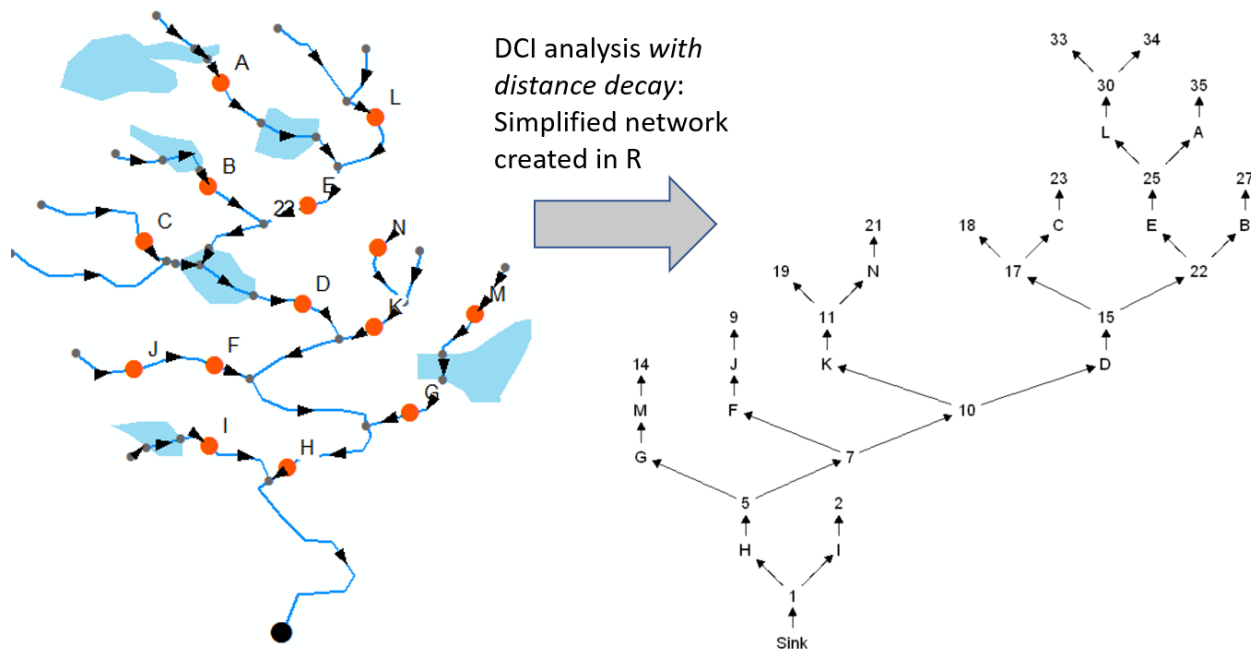 DCI analysis with
distance decay:
Simplified network
created in R
A
L
B
E
22
C
N
D
K
M
J
F
G
I
H
33
34
30
35
L
A
23
25
27
18
21
C
E
B
19
N
17
22
9
11
15
14
J
K
D
M
F
10
G
7
5
2
H
I
1
Sink